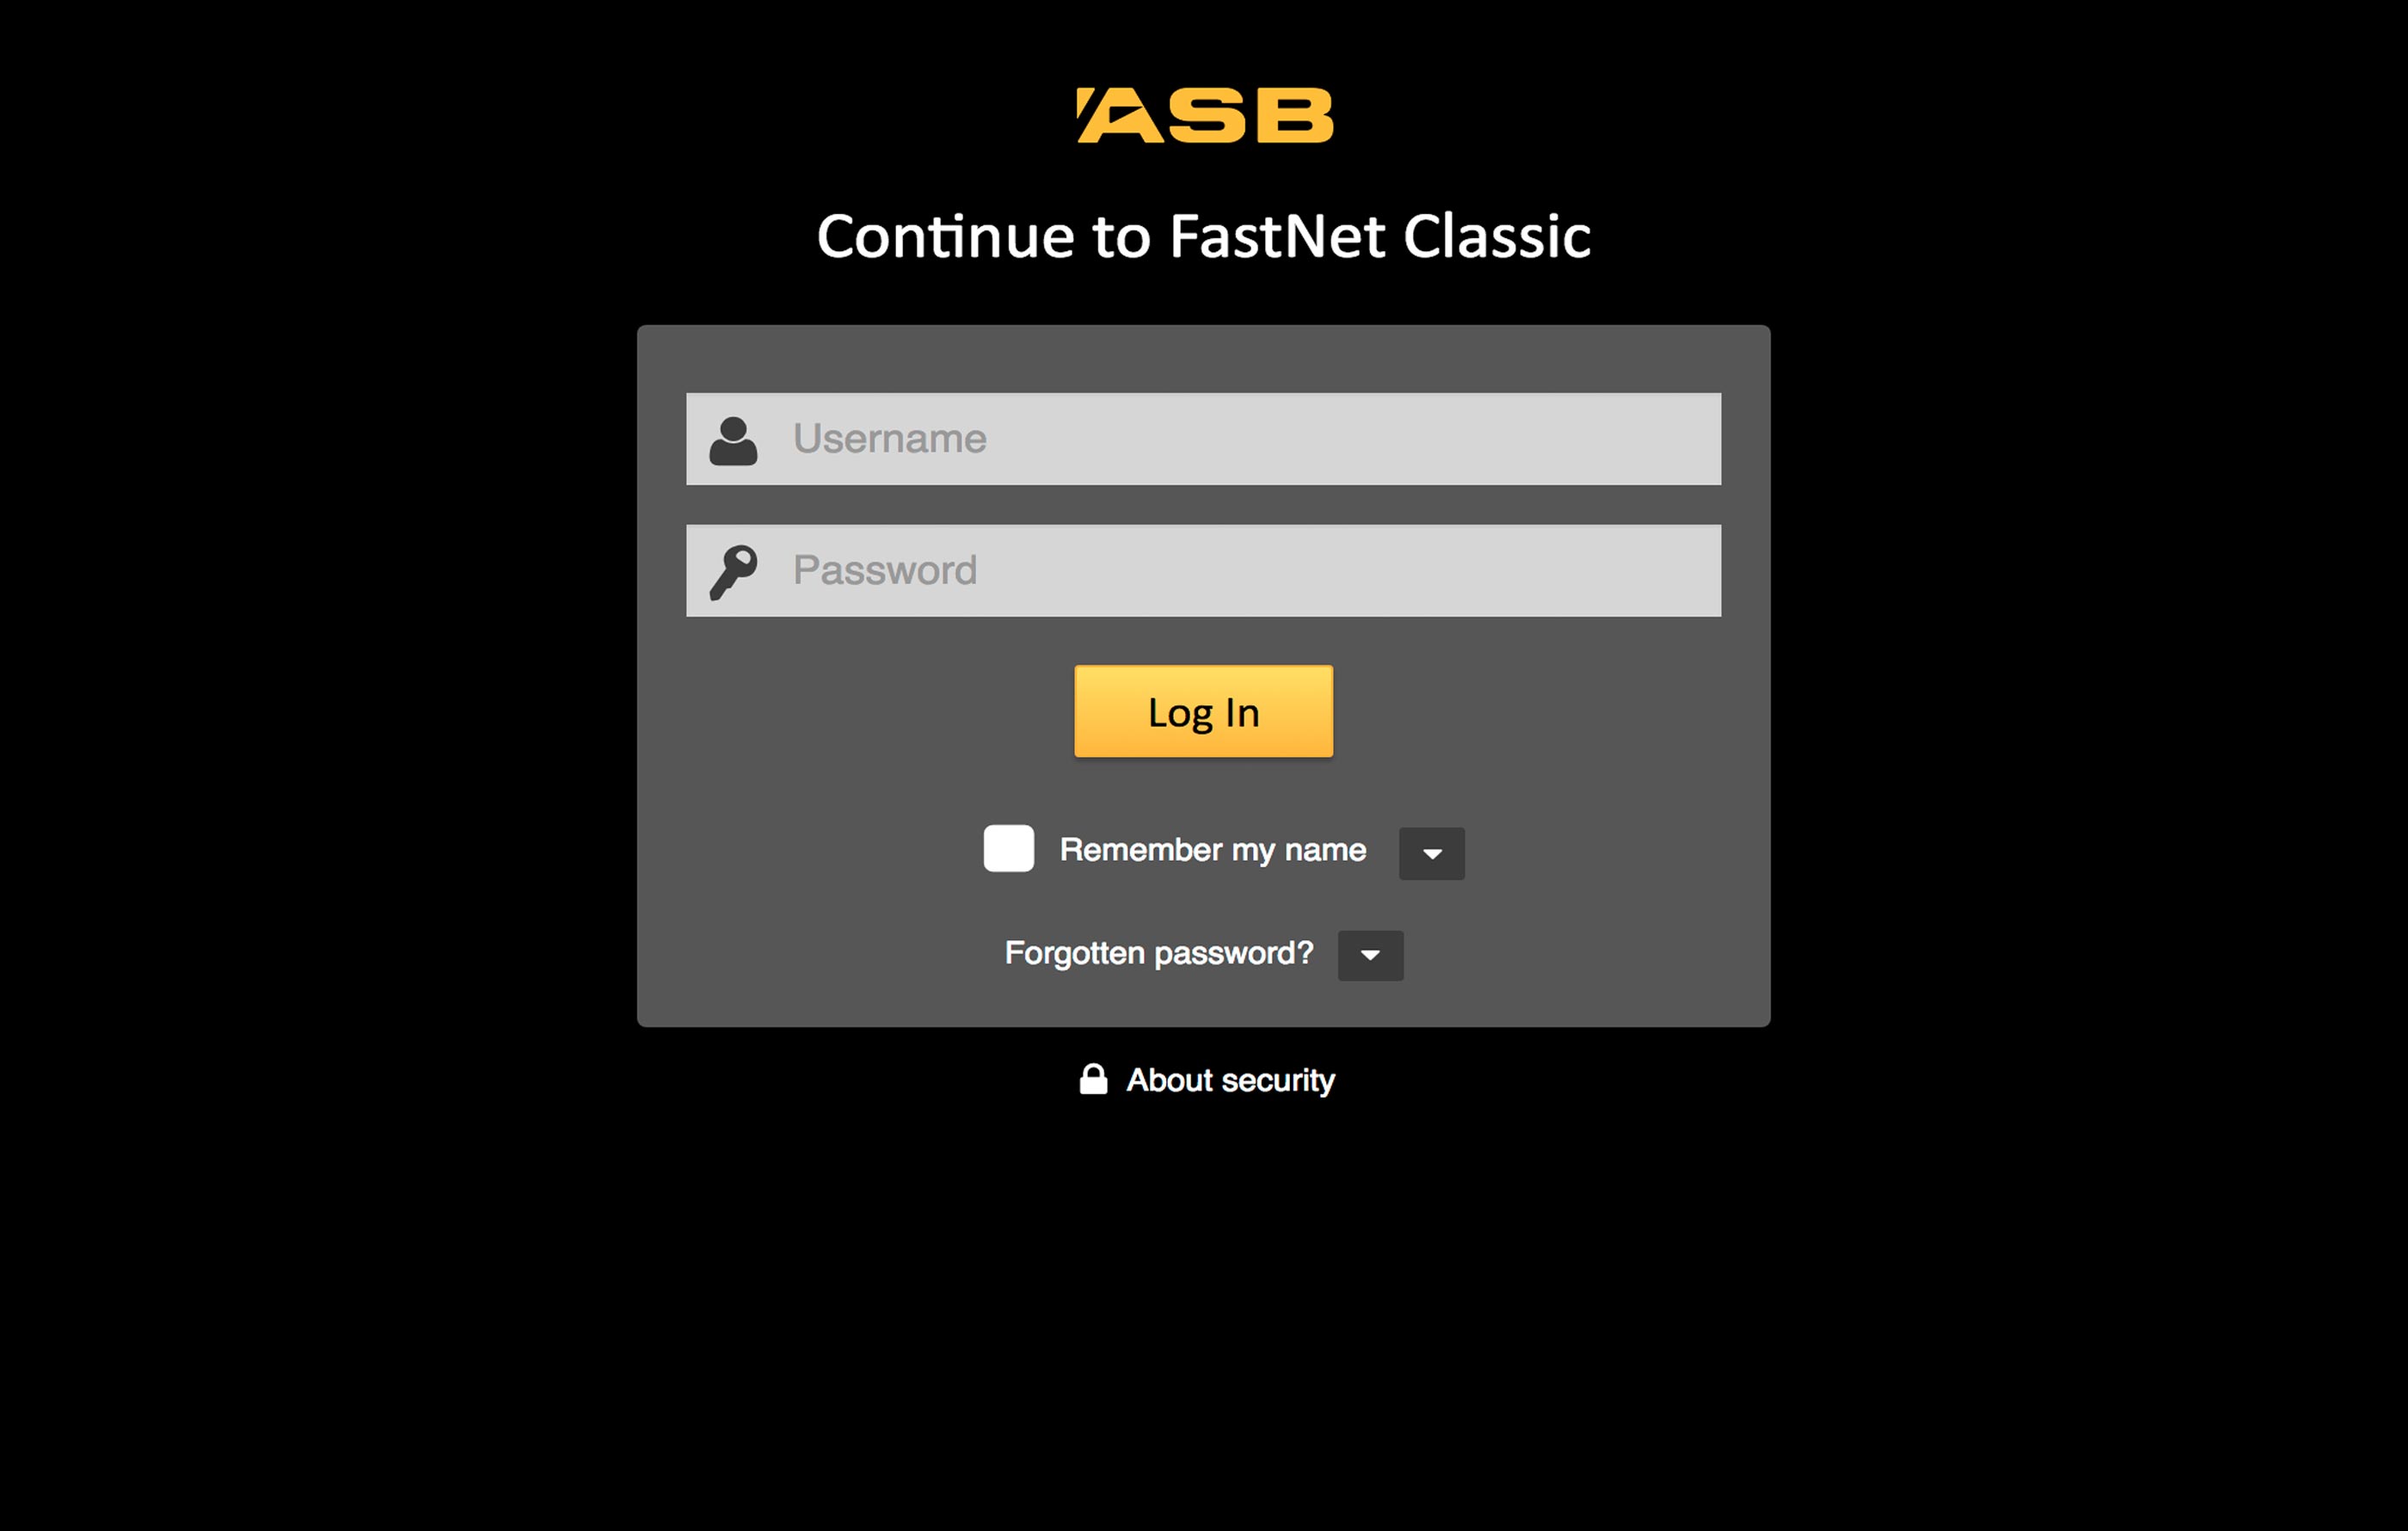 ASB
Continue to FastNet Classic
Username
Password
Log In
Remember my name
Forgotten password?
About security